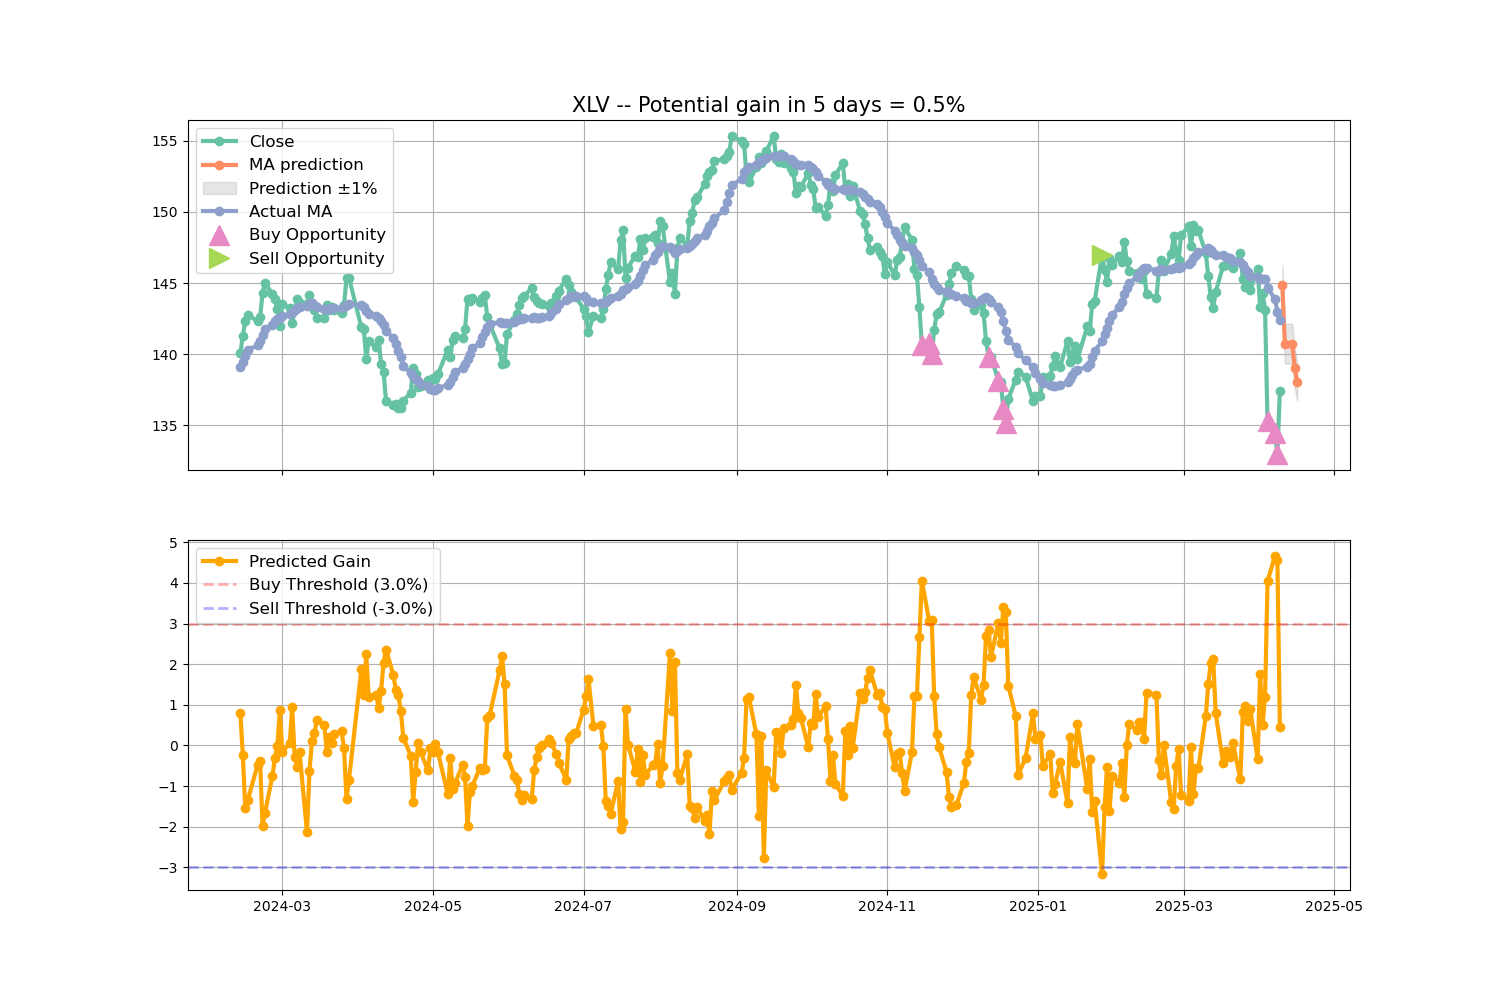 XLV -- Potential gain in 5 days = 0.5%
155
150
145
140
135
Close
MA prediction
Prediction ±1%
Actual MA
Buy Opportunity
Sell Opportunity
5
4
3
2
1
0
−1
−2
−3
Predicted Gain
Buy Threshold (3.0%)
Sell Threshold (-3.0%)
2024-03 2024-05 2024-07 2024-09 2024-11 2025-01 2025-03 2025-05